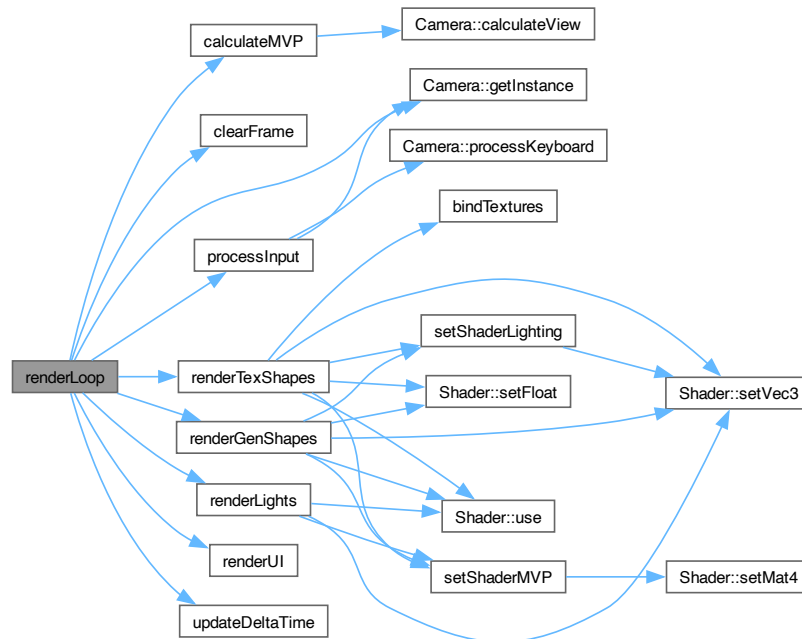 calculateMVP
Camera::calculateView
Camera::getInstance
clearFrame
Camera::processKeyboard
bindTextures
processInput
setShaderLighting
renderLoop
renderTexShapes
Shader::setFloat
Shader::setVec3
renderGenShapes
renderLights
Shader::use
renderUI
setShaderMVP
Shader::setMat4
updateDeltaTime